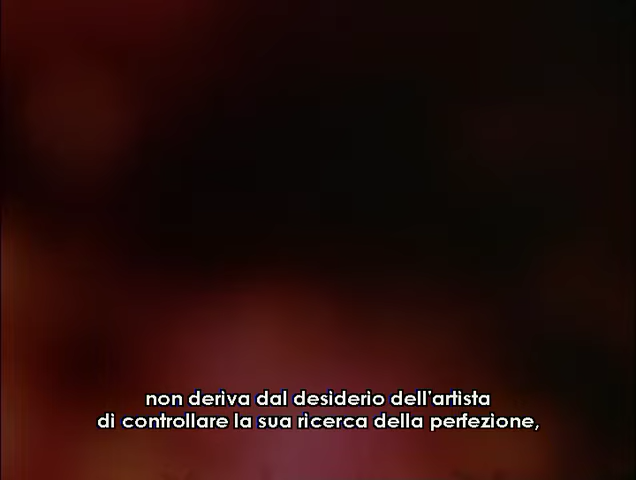 non deriva dal desiderio dell'artista
di controllare la sua ricerca della perfezione,